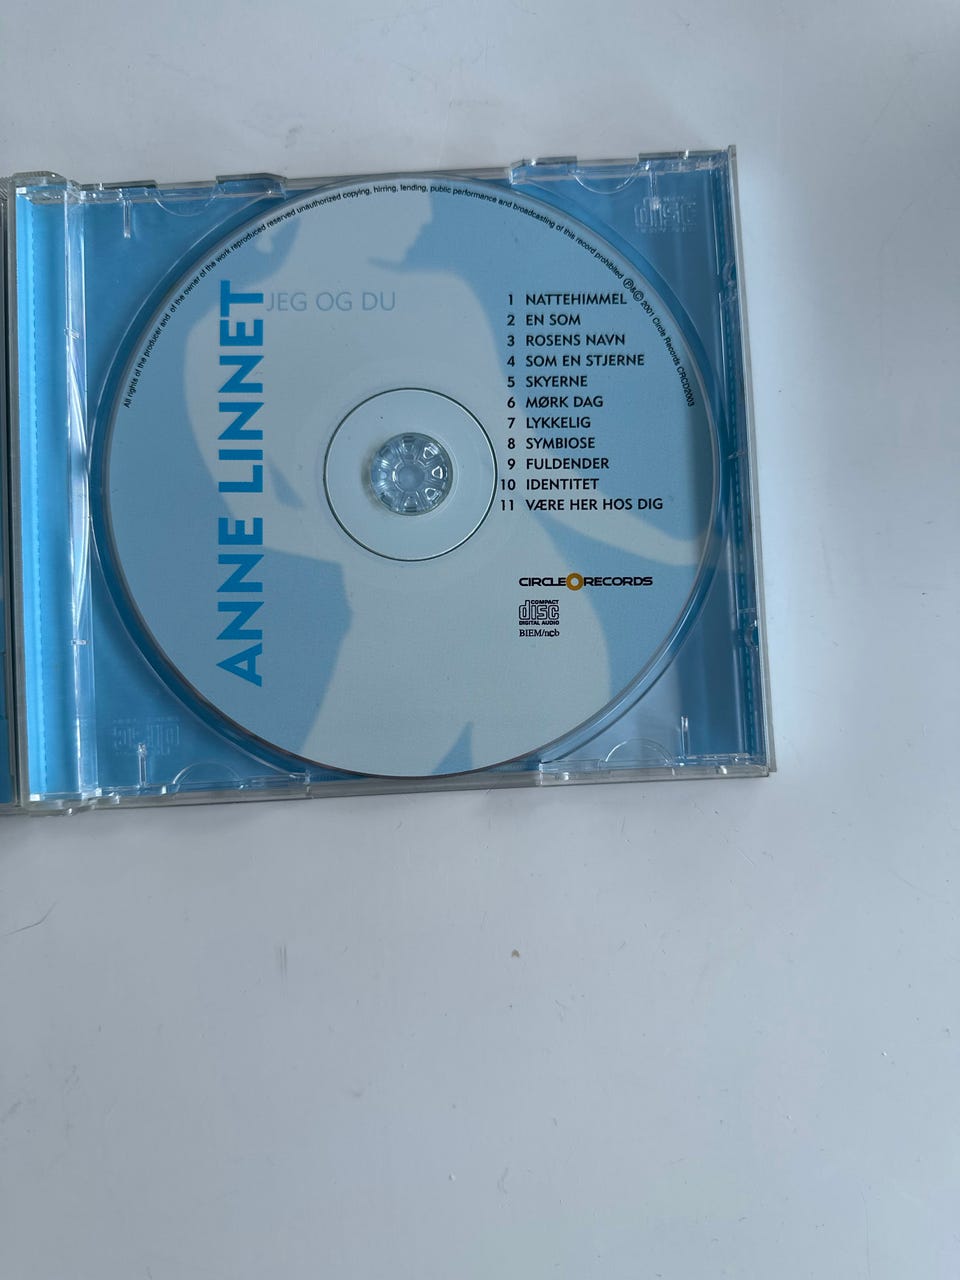 All rights of the producer and of the owner of the work reproduced reserved unauthorized copying, hirring, lending, public performance and broadcasting of this record prohibited Ⓟ&© 2001 Circle Records CRCD2003
ANNE LINNET
JEG OG DU
1 NATTEHIMMEL
2 EN SOM
3 ROSENS NAVN
4 SOM EN STJERNE
5 SKYERNE
6 MØRK DAG
7 LYKKELIG
8 SYMBIOSE
9 FULDENDER
10 IDENTITET
11 VÆRE HER HOS DIG
CIRCLE RECORDS
COMPACT
disc
DIGITAL AUDIO
BIEM/ncb
disc